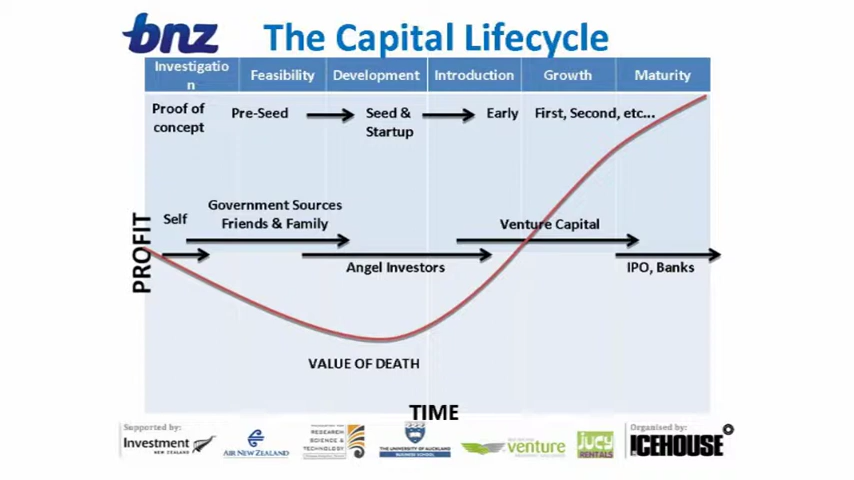 bnz
The Capital Lifecycle
Investigatio
n
Feasibility
Development
Introduction
Growth
Maturity
Proof of
concept
Pre-Seed
Seed &
Startup
Early
First, Second, etc...
Self
Government Sources
Friends & Family
Venture Capital
PROFIT
Angel Investors
IPO, Banks
VALUE OF DEATH
TIME
Supported by:
Investment
NEW ZEALAND
AIR NEW ZEALAND
RESEARCH
SCIENCE &
TECHNOLOGY
THE UNIVERSITY OF AUCKLAND
BUSINESS SCHOOL
venture
jucy
RENTALS
Organised by:
ICEHOUSE